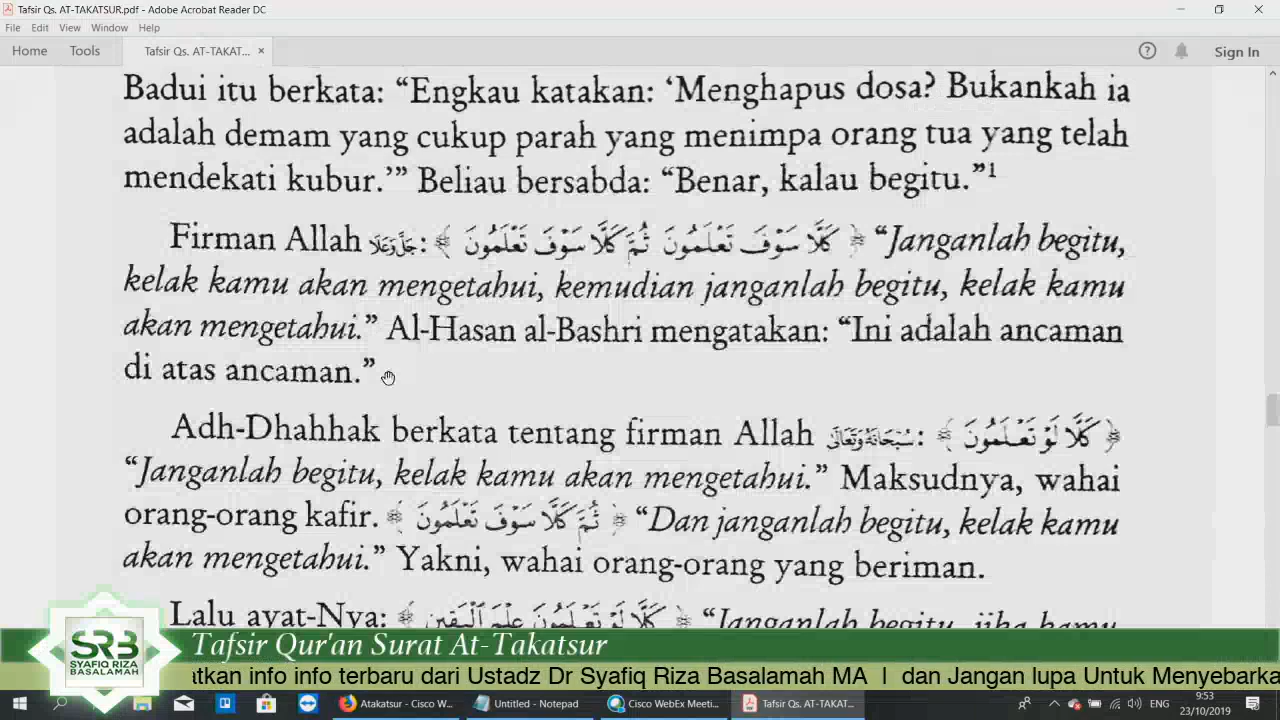 Tafsir Qs. AT-TAKATSUR.pdf - Adobe Acrobat Reader DC
File Edit View Window Help
Home Tools Tafsir Qs. AT-TAKAT... × Sign In
Badui itu berkata: “Engkau katakan: ‘Menghapus dosa? Bukankah ia
adalah demam yang cukup parah yang menimpa orang tua yang telah
mendekati kubur.’” Beliau bersabda: “Benar, kalau begitu.”¹
Firman Allah جَلَّ وَعَلَا: ﴿ كَلَّا سَوْفَ تَعْلَمُونَ ثُمَّ كَلَّا سَوْفَ تَعْلَمُونَ ﴾ “Janganlah begitu,
kelak kamu akan mengetahui, kemudian janganlah begitu, kelak kamu
akan mengetahui.” Al-Hasan al-Bashri mengatakan: “Ini adalah ancaman
di atas ancaman.”
Adh-Dhahhak berkata tentang firman Allah سُبْحَانَهُ وَتَعَالَى: ﴿ كَلَّا لَوْ تَعْلَمُونَ ﴾
“Janganlah begitu, kelak kamu akan mengetahui.” Maksudnya, wahai
orang-orang kafir. ﴿ ثُمَّ كَلَّا سَوْفَ تَعْلَمُونَ ﴾ “Dan janganlah begitu, kelak kamu
akan mengetahui.” Yakni, wahai orang-orang yang beriman.
Lalu ayat-Nya: ﴿ كَلَّا لَوْ تَعْلَمُونَ عِلْمَ الْيَقِينِ ﴾ “Janganlah begitu, jika kamu
SRB
SYAFIQ RIZA
BASALAMAH
Tafsir Qur'an Surat At-Takatsur
atkan info info terbaru dari Ustadz Dr Syafiq Riza Basalamah MA I dan Jangan lupa Untuk Menyebarka
Atakatsur - Cisco W... Untitled - Notepad Cisco WebEx Meeti... Tafsir Qs. AT-TAKAT... ENG
9:53
23/10/2019